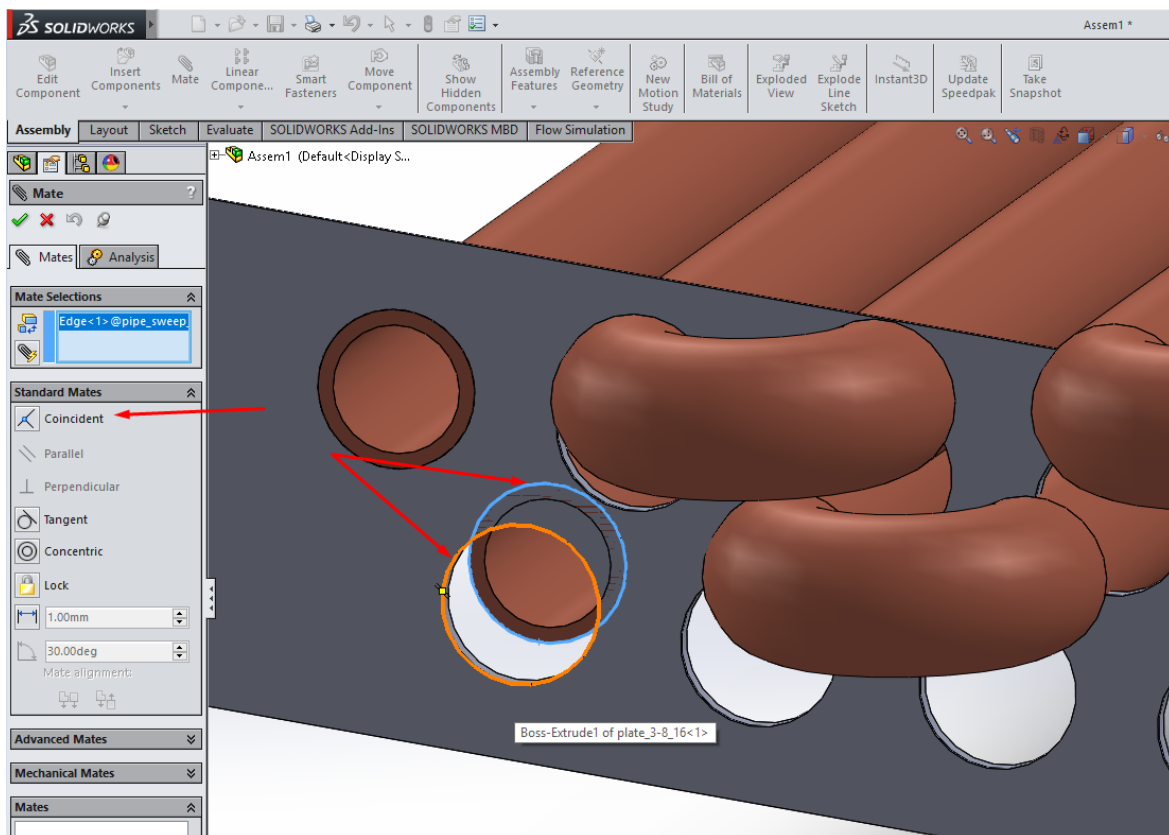 SOLIDWORKS
Assem1 *
Edit Component
Insert Components
Mate
Linear Compone...
Smart Fasteners
Move Component
Show Hidden Components
Assembly Features
Reference Geometry
New Motion Study
Bill of Materials
Exploded View
Explode Line Sketch
Instant3D
Update Speedpak
Take Snapshot
Assembly
Layout
Sketch
Evaluate
SOLIDWORKS Add-Ins
SOLIDWORKS MBD
Flow Simulation
Assem1 (Default<Display S...
Mate
?
Mates
Analysis
Mate Selections
Edge<1>@pipe_sweep_
Standard Mates
Coincident
Parallel
Perpendicular
Tangent
Concentric
Lock
1.00mm
30.00deg
Mate alignment:
Boss-Extrude1 of plate_3-8_16<1>
Advanced Mates
Mechanical Mates
Mates